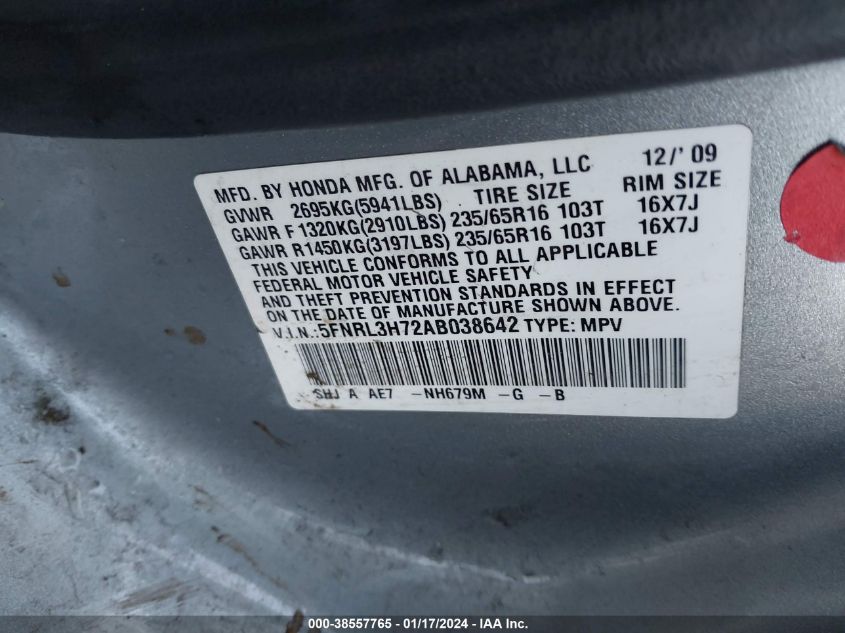 MFD. BY HONDA MFG. OF ALABAMA, LLC 12/'09
GVWR 2695KG(5941LBS) TIRE SIZE RIM SIZE
GAWR F 1320KG(2910LBS) 235/65R16 103T 16X7J
GAWR R1450KG(3197LBS) 235/65R16 103T 16X7J
THIS VEHICLE CONFORMS TO ALL APPLICABLE
FEDERAL MOTOR VEHICLE SAFETY
AND THEFT PREVENTION STANDARDS IN EFFECT
ON THE DATE OF MANUFACTURE SHOWN ABOVE.
V.I.N.:5FNRL3H72AB038642 TYPE: MPV
SHJ A AE7 -NH679M -G -B
000-38557765 - 01/17/2024 - IAA Inc.